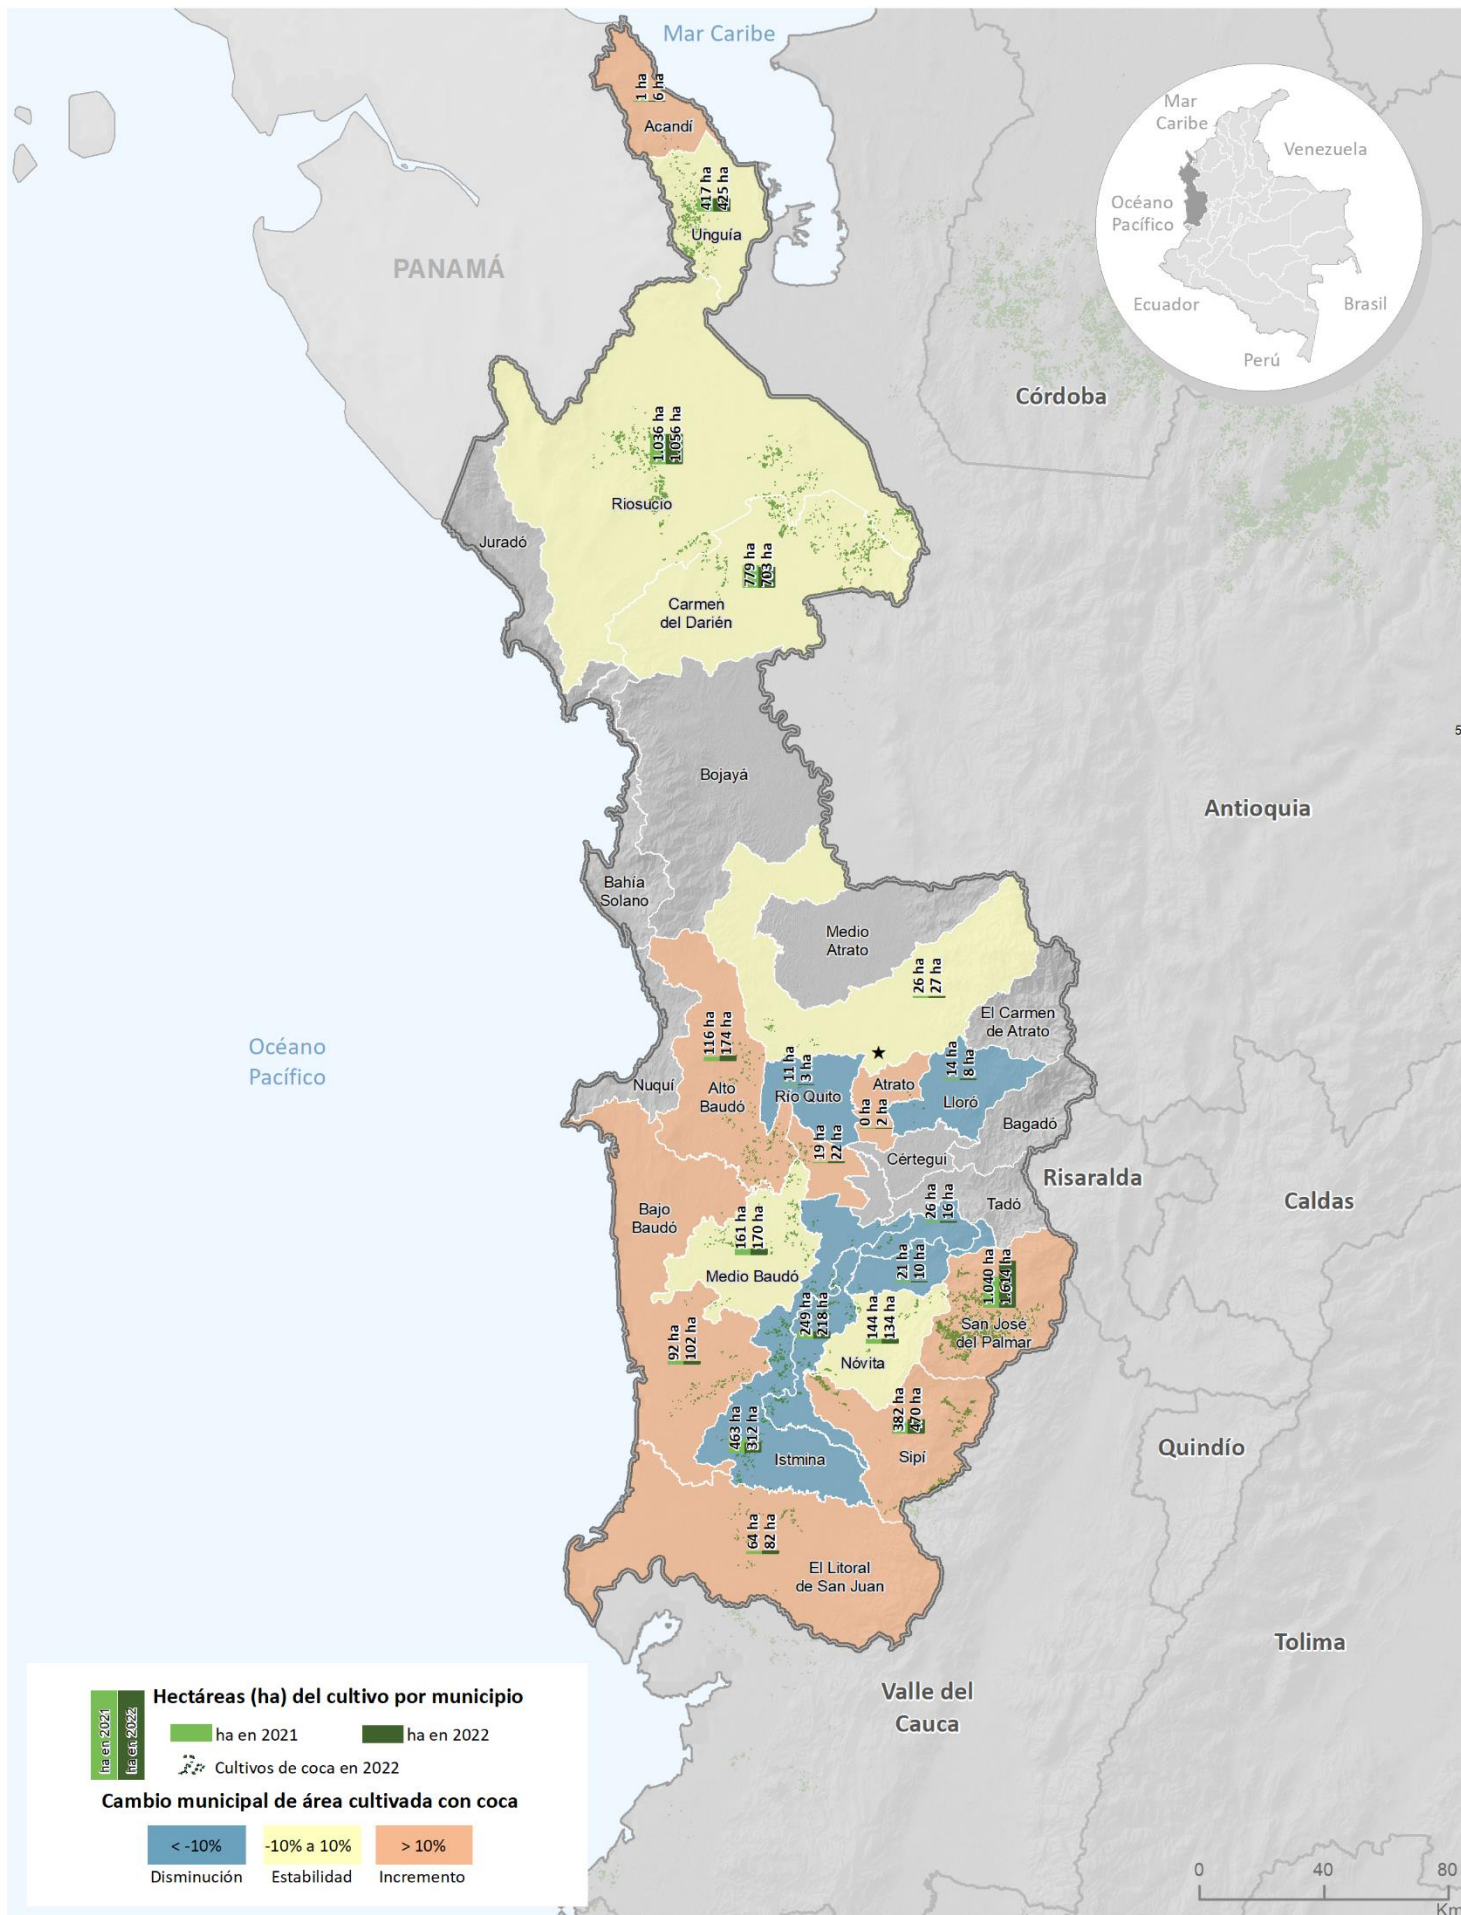 Mar Caribe
1 ha
6 ha
Acandí
417 ha
425 ha
Unguía
PANAMÁ
Mar
Caribe
Venezuela
Océano
Pacífico
Ecuador
Brasil
Perú
Córdoba
1.036 ha
1.056 ha
Riosucio
Juradó
779 ha
703 ha
Carmen
del Darién
5
Bojayá
Antioquia
Bahía
Solano
Medio
Atrato
26 ha
27 ha
El Carmen
de Atrato
Océano
Pacífico
116 ha
174 ha
11 ha
3 ha
14 ha
8 ha
Nuquí
Alto
Baudó
Río Quito
Atrato
Lloró
0 ha
2 ha
Bagadó
19 ha
22 ha
Cértegui
Risaralda
Caldas
26 ha
16 ha
Tadó
Bajo
Baudó
161 ha
170 ha
Medio Baudó
21 ha
10 ha
1.040 ha
1.614 ha
249 ha
218 ha
144 ha
134 ha
San José
del Palmar
92 ha
102 ha
Nóvita
382 ha
470 ha
463 ha
312 ha
Istmina
Sipí
Quindío
64 ha
82 ha
El Litoral
de San Juan
Tolima
Valle del
Cauca
Hectáreas (ha) del cultivo por municipio
ha en 2021
ha en 2022
ha en 2021
ha en 2022
Cultivos de coca en 2022
Cambio municipal de área cultivada con coca
< -10%
-10% a 10%
> 10%
Disminución
Estabilidad
Incremento
0
40
80
Km